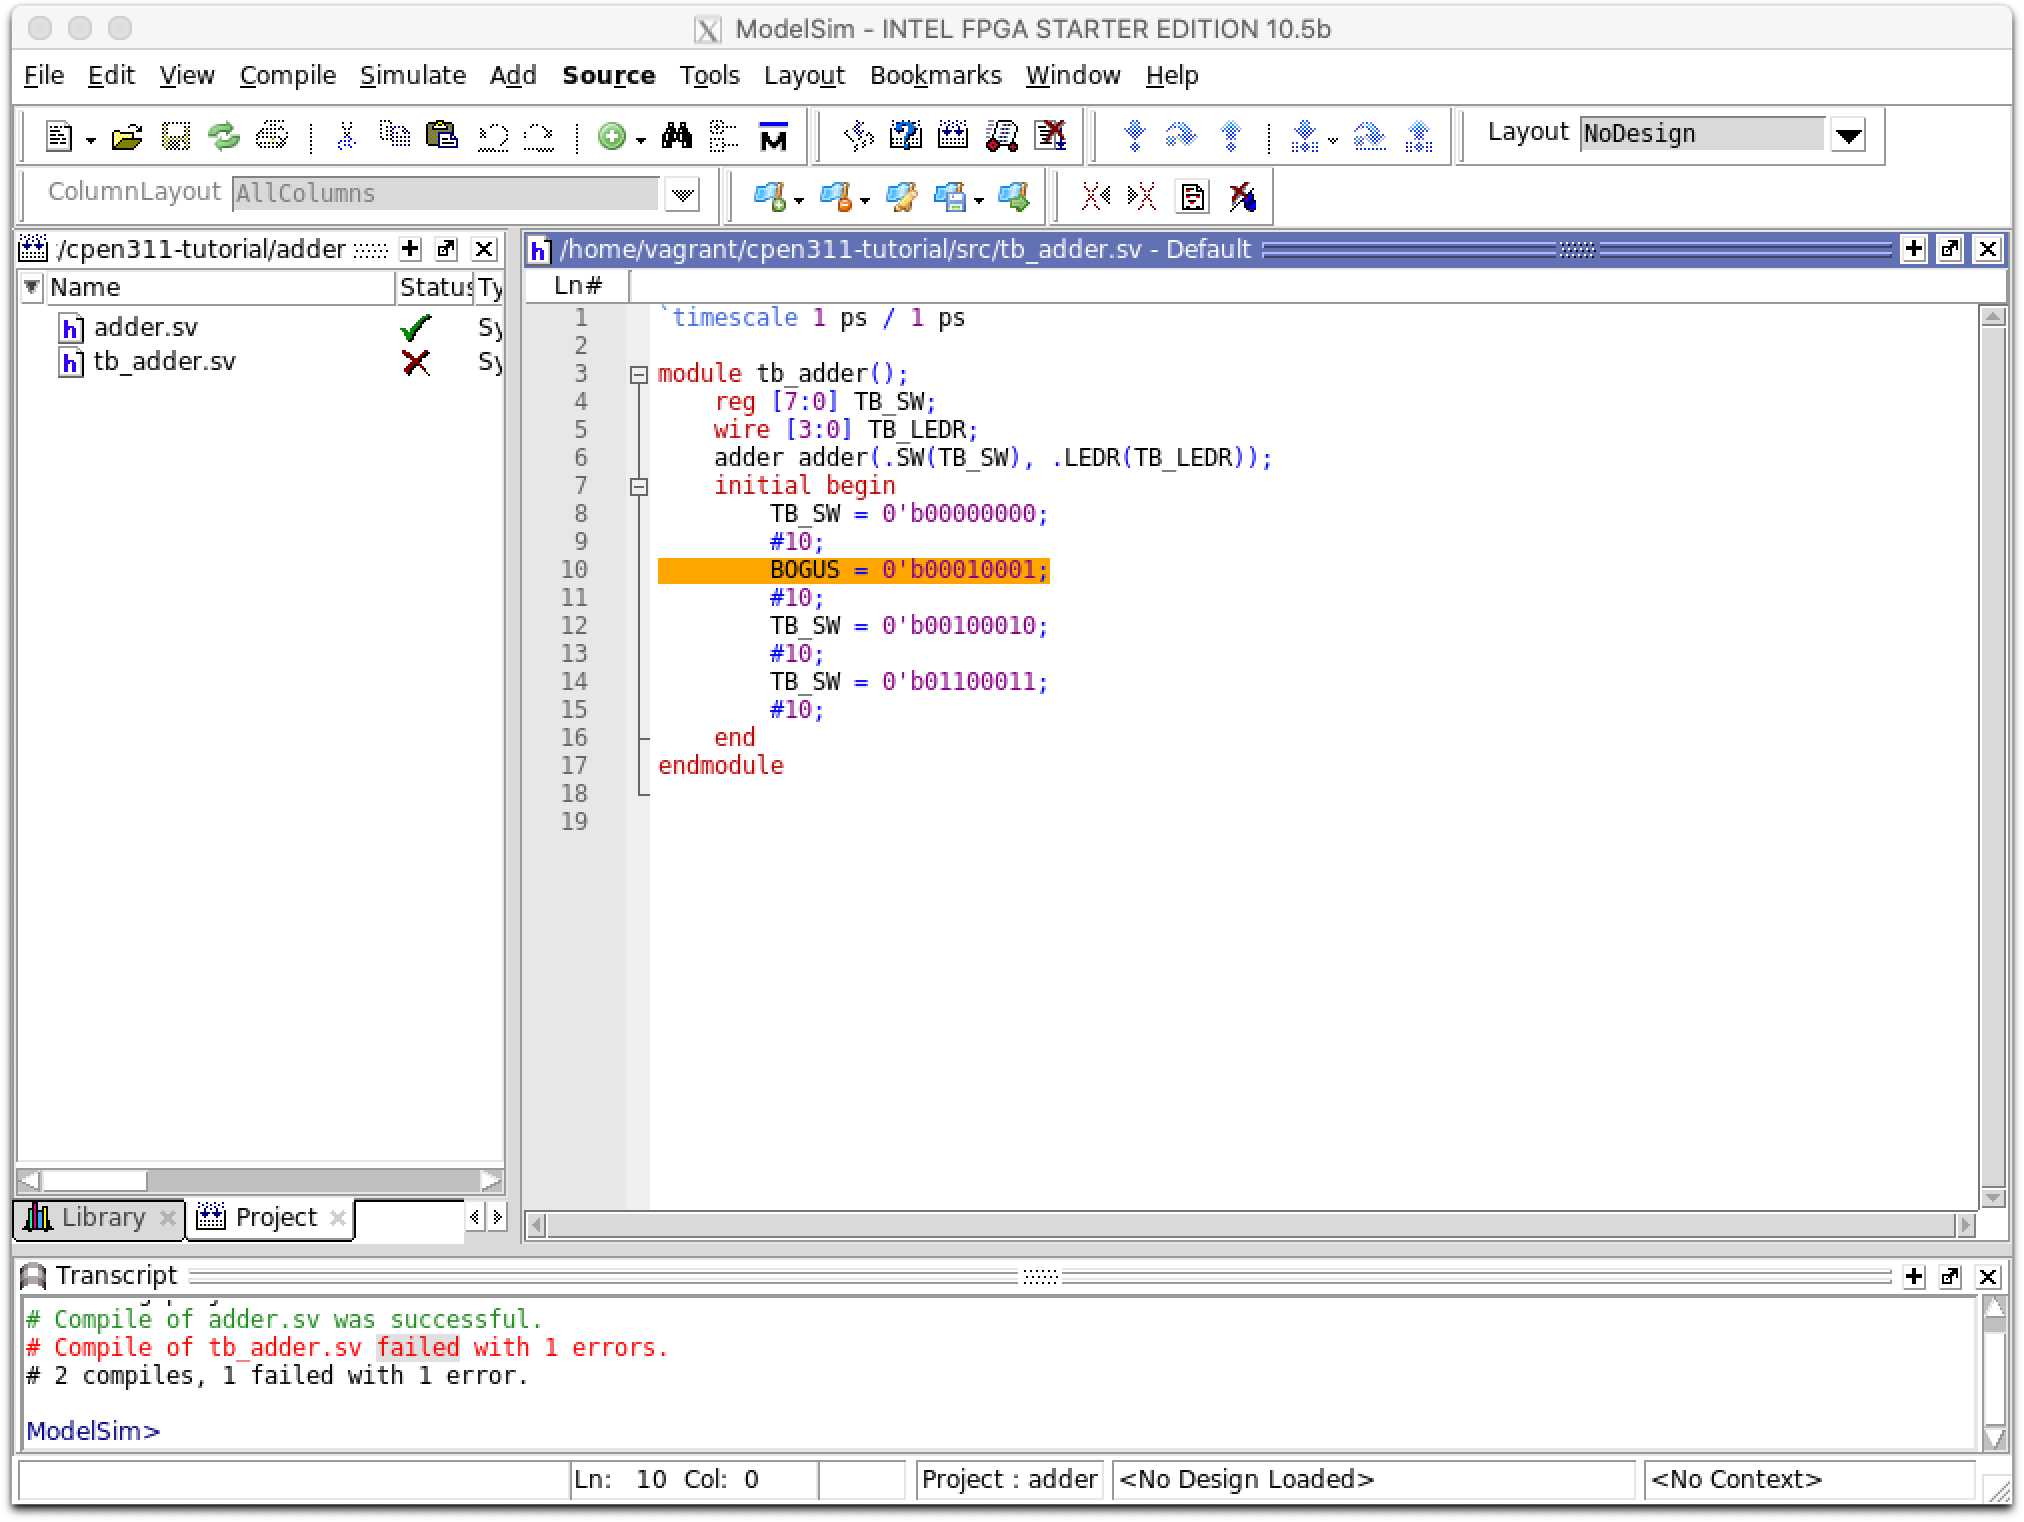 ModelSim - INTEL FPGA STARTER EDITION 10.5b
File Edit View Compile Simulate Add Source Tools Layout Bookmarks Window Help
Layout NoDesign
ColumnLayout AllColumns
/cpen311-tutorial/adder
Name Status Ty
adder.sv Sy
tb_adder.sv Sy
Library Project
/home/vagrant/cpen311-tutorial/src/tb_adder.sv - Default
Ln#
1 `timescale 1 ps / 1 ps
2
3 module tb_adder();
4 reg [7:0] TB_SW;
5 wire [3:0] TB_LEDR;
6 adder adder(.SW(TB_SW), .LEDR(TB_LEDR));
7 initial begin
8 TB_SW = 0'b00000000;
9 #10;
10 BOGUS = 0'b00010001;
11 #10;
12 TB_SW = 0'b00100010;
13 #10;
14 TB_SW = 0'b01100011;
15 #10;
16 end
17 endmodule
18
19
Transcript
# Compile of adder.sv was successful.
# Compile of tb_adder.sv failed with 1 errors.
# 2 compiles, 1 failed with 1 error.
ModelSim>
Ln: 10 Col: 0 Project : adder <No Design Loaded> <No Context>